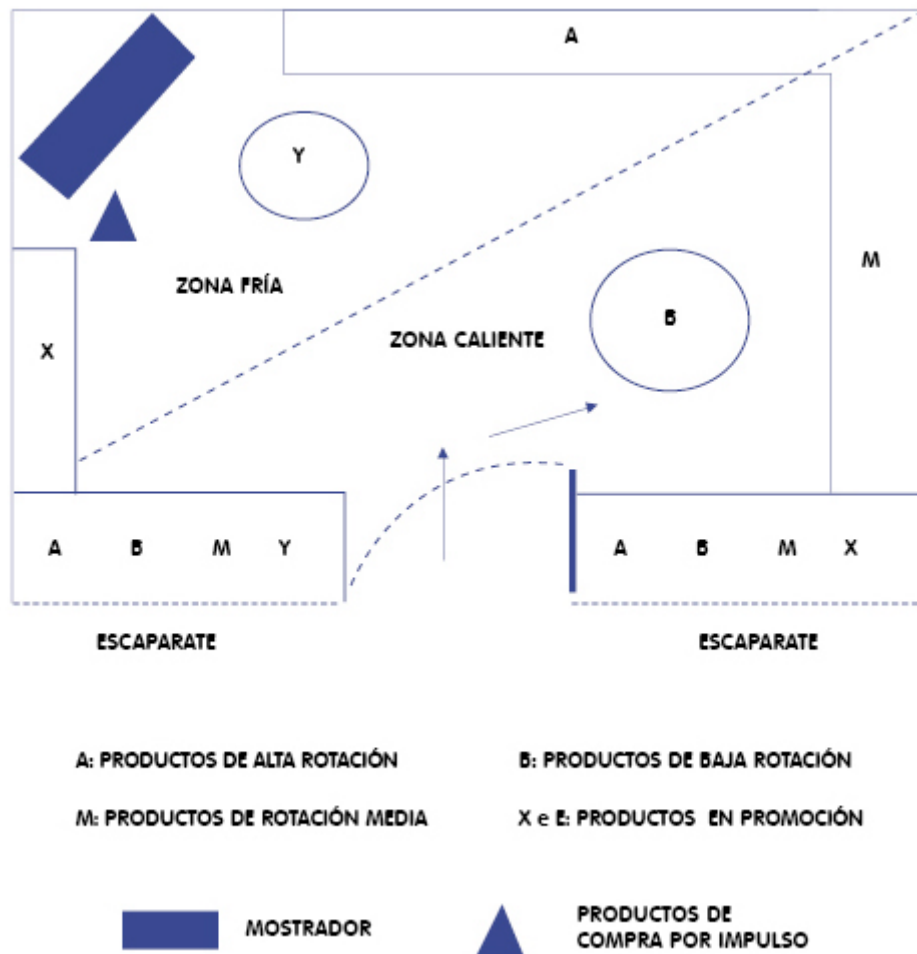 A
Y
M
ZONA FRÍA
B
ZONA CALIENTE
X
A B M Y
A B M X
ESCAPARATE
ESCAPARATE
A: PRODUCTOS DE ALTA ROTACIÓN
B: PRODUCTOS DE BAJA ROTACIÓN
M: PRODUCTOS DE ROTACIÓN MEDIA
X e E: PRODUCTOS EN PROMOCIÓN
MOSTRADOR
PRODUCTOS DE
COMPRA POR IMPULSO